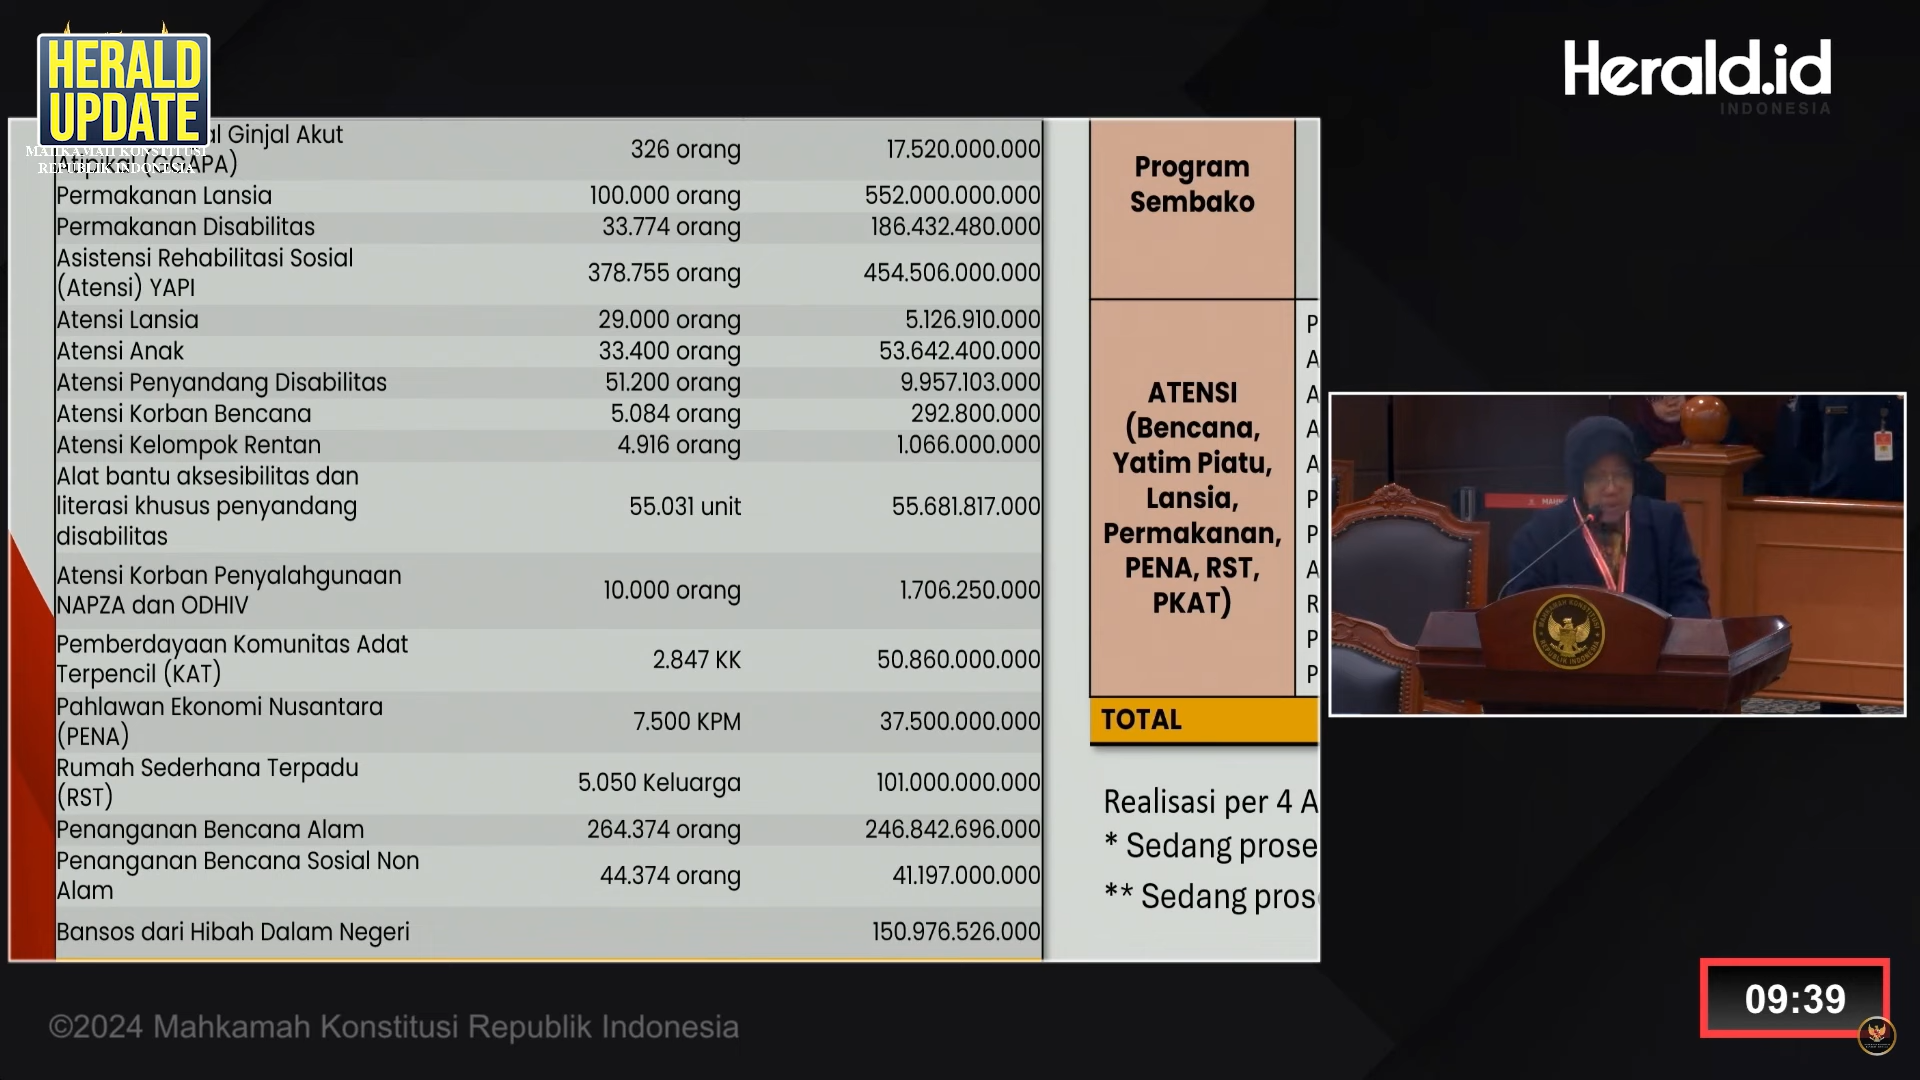 HERALD
UPDATE
MAHKAMAH KONSTITUSI
REPUBLIK INDONESIA
Herald.id
INDONESIA
Ginjal Akut
Atipikal (GGAPA) 326 orang 17.520.000.000
Permakanan Lansia 100.000 orang 552.000.000.000
Permakanan Disabilitas 33.774 orang 186.432.480.000
Asistensi Rehabilitasi Sosial
(Atensi) YAPI 378.755 orang 454.506.000.000
Atensi Lansia 29.000 orang 5.126.910.000
Atensi Anak 33.400 orang 53.642.400.000
Atensi Penyandang Disabilitas 51.200 orang 9.957.103.000
Atensi Korban Bencana 5.084 orang 292.800.000
Atensi Kelompok Rentan 4.916 orang 1.066.000.000
Alat bantu aksesibilitas dan
literasi khusus penyandang 55.031 unit 55.681.817.000
disabilitas
Atensi Korban Penyalahgunaan
NAPZA dan ODHIV 10.000 orang 1.706.250.000
Pemberdayaan Komunitas Adat
Terpencil (KAT) 2.847 KK 50.860.000.000
Pahlawan Ekonomi Nusantara
(PENA) 7.500 KPM 37.500.000.000
Rumah Sederhana Terpadu
(RST) 5.050 Keluarga 101.000.000.000
Penanganan Bencana Alam 264.374 orang 246.842.696.000
Penanganan Bencana Sosial Non
Alam 44.374 orang 41.197.000.000
Bansos dari Hibah Dalam Negeri 150.976.526.000
Program
Sembako
ATENSI
(Bencana,
Yatim Piatu,
Lansia,
Permakanan,
PENA, RST,
PKAT)
P
A
A
A
A
P
P
A
R
P
P
TOTAL
Realisasi per 4 A
* Sedang prose
** Sedang pros
09:39
©2024 Mahkamah Konstitusi Republik Indonesia